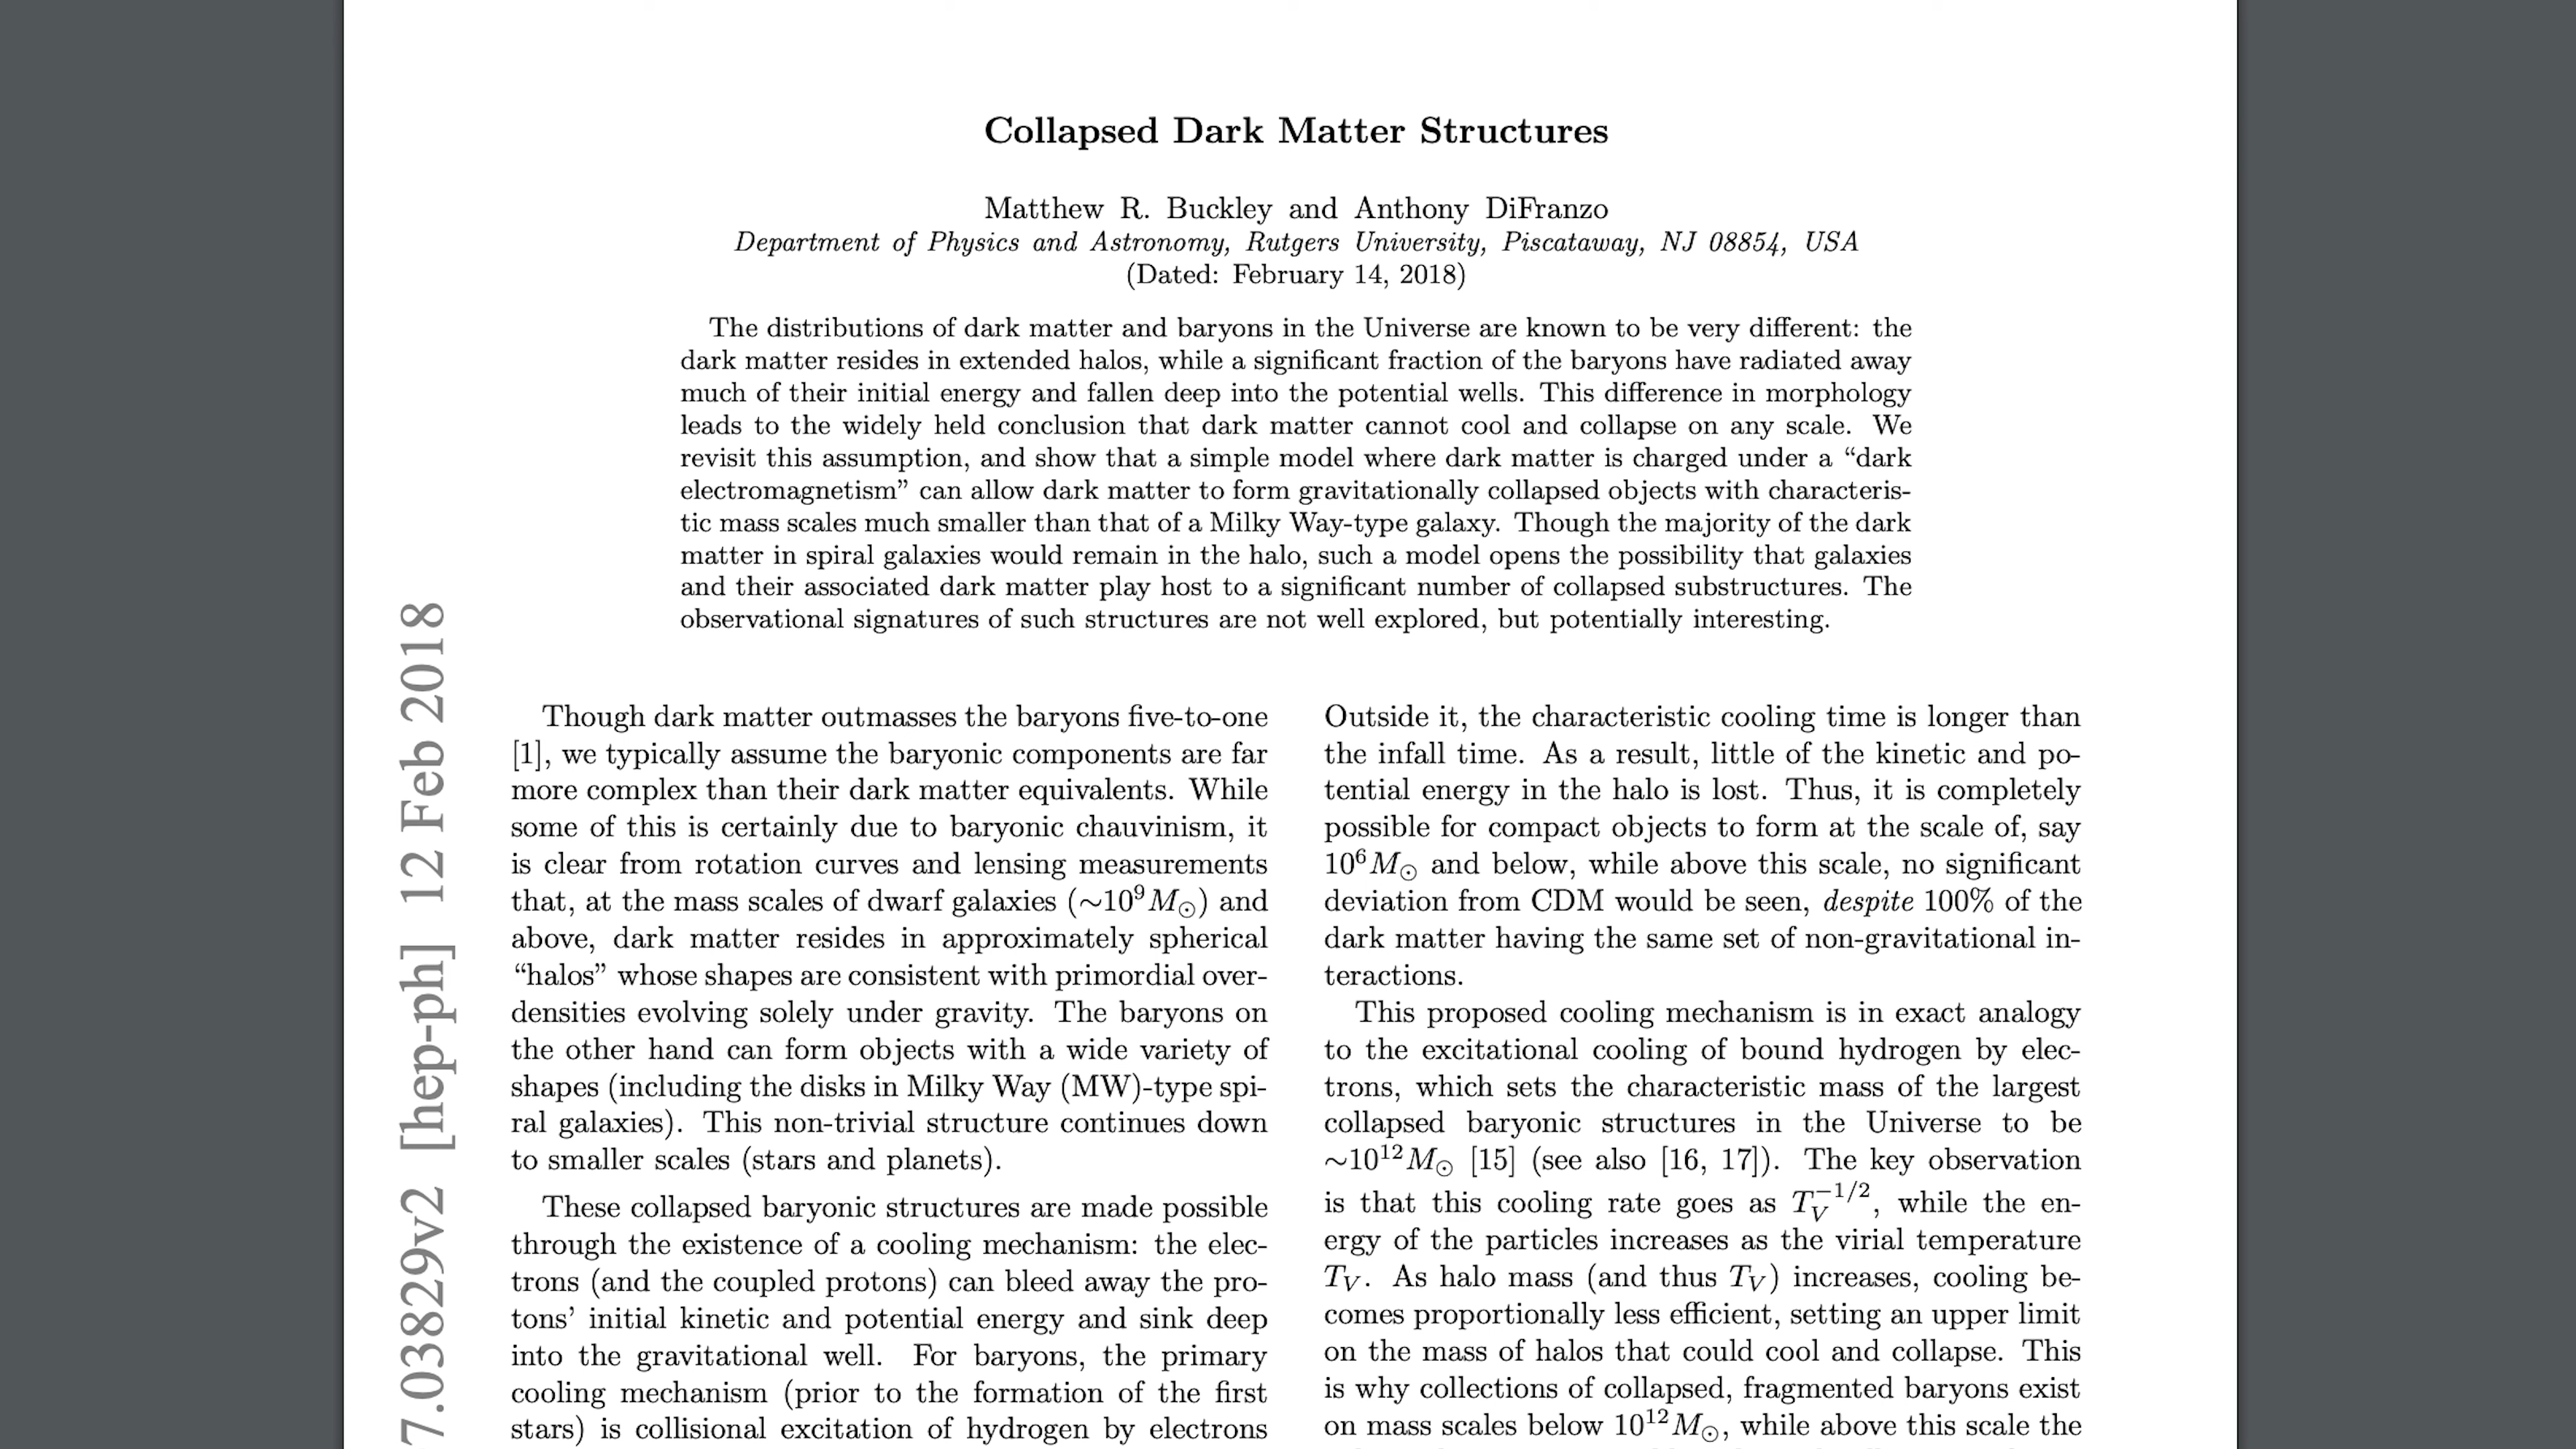 Collapsed Dark Matter Structures
Matthew R. Buckley and Anthony DiFranzo
Department of Physics and Astronomy, Rutgers University, Piscataway, NJ 08854, USA
(Dated: February 14, 2018)
The distributions of dark matter and baryons in the Universe are known to be very different: the
dark matter resides in extended halos, while a significant fraction of the baryons have radiated away
much of their initial energy and fallen deep into the potential wells. This difference in morphology
leads to the widely held conclusion that dark matter cannot cool and collapse on any scale. We
revisit this assumption, and show that a simple model where dark matter is charged under a “dark
electromagnetism” can allow dark matter to form gravitationally collapsed objects with characteris-
tic mass scales much smaller than that of a Milky Way-type galaxy. Though the majority of the dark
matter in spiral galaxies would remain in the halo, such a model opens the possibility that galaxies
and their associated dark matter play host to a significant number of collapsed substructures. The
observational signatures of such structures are not well explored, but potentially interesting.
7.03829v2 [hep-ph] 12 Feb 2018
Though dark matter outmasses the baryons five-to-one
[1], we typically assume the baryonic components are far
more complex than their dark matter equivalents. While
some of this is certainly due to baryonic chauvinism, it
is clear from rotation curves and lensing measurements
that, at the mass scales of dwarf galaxies (∼10⁹M⊙) and
above, dark matter resides in approximately spherical
“halos” whose shapes are consistent with primordial over-
densities evolving solely under gravity. The baryons on
the other hand can form objects with a wide variety of
shapes (including the disks in Milky Way (MW)-type spi-
ral galaxies). This non-trivial structure continues down
to smaller scales (stars and planets).
These collapsed baryonic structures are made possible
through the existence of a cooling mechanism: the elec-
trons (and the coupled protons) can bleed away the pro-
tons’ initial kinetic and potential energy and sink deep
into the gravitational well. For baryons, the primary
cooling mechanism (prior to the formation of the first
stars) is collisional excitation of hydrogen by electrons
Outside it, the characteristic cooling time is longer than
the infall time. As a result, little of the kinetic and po-
tential energy in the halo is lost. Thus, it is completely
possible for compact objects to form at the scale of, say
10⁶M⊙ and below, while above this scale, no significant
deviation from CDM would be seen, despite 100% of the
dark matter having the same set of non-gravitational in-
teractions.
This proposed cooling mechanism is in exact analogy
to the excitational cooling of bound hydrogen by elec-
trons, which sets the characteristic mass of the largest
collapsed baryonic structures in the Universe to be
∼10¹²M⊙ [15] (see also [16, 17]). The key observation
is that this cooling rate goes as T_V^{−1/2}, while the en-
ergy of the particles increases as the virial temperature
T_V. As halo mass (and thus T_V) increases, cooling be-
comes proportionally less efficient, setting an upper limit
on the mass of halos that could cool and collapse. This
is why collections of collapsed, fragmented baryons exist
on mass scales below 10¹²M⊙, while above this scale the